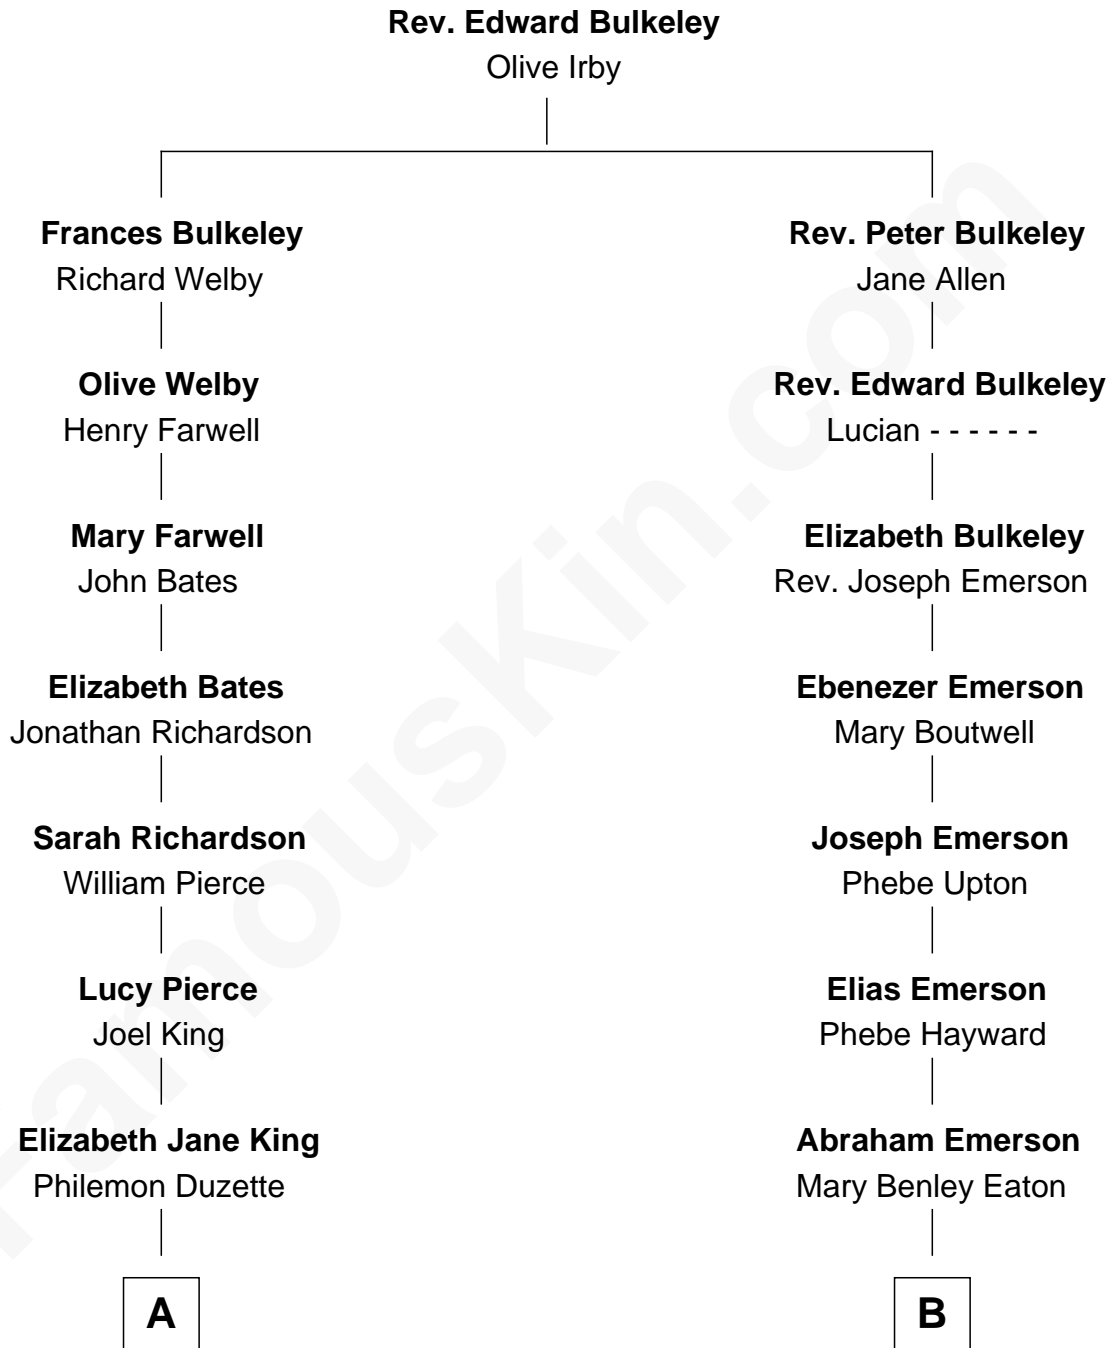 Rev. Edward Bulkeley
Olive Irby
Frances Bulkeley
Richard Welby
Olive Welby
Henry Farwell
Mary Farwell
John Bates
Elizabeth Bates
Jonathan Richardson
Sarah Richardson
William Pierce
Lucy Pierce
Joel King
Elizabeth Jane King
Philemon Duzette
A
Rev. Peter Bulkeley
Jane Allen
Rev. Edward Bulkeley
Lucian - - - - - -
Elizabeth Bulkeley
Rev. Joseph Emerson
Ebenezer Emerson
Mary Boutwell
Joseph Emerson
Phebe Upton
Elias Emerson
Phebe Hayward
Abraham Emerson
Mary Benley Eaton
B
FamousKin.com